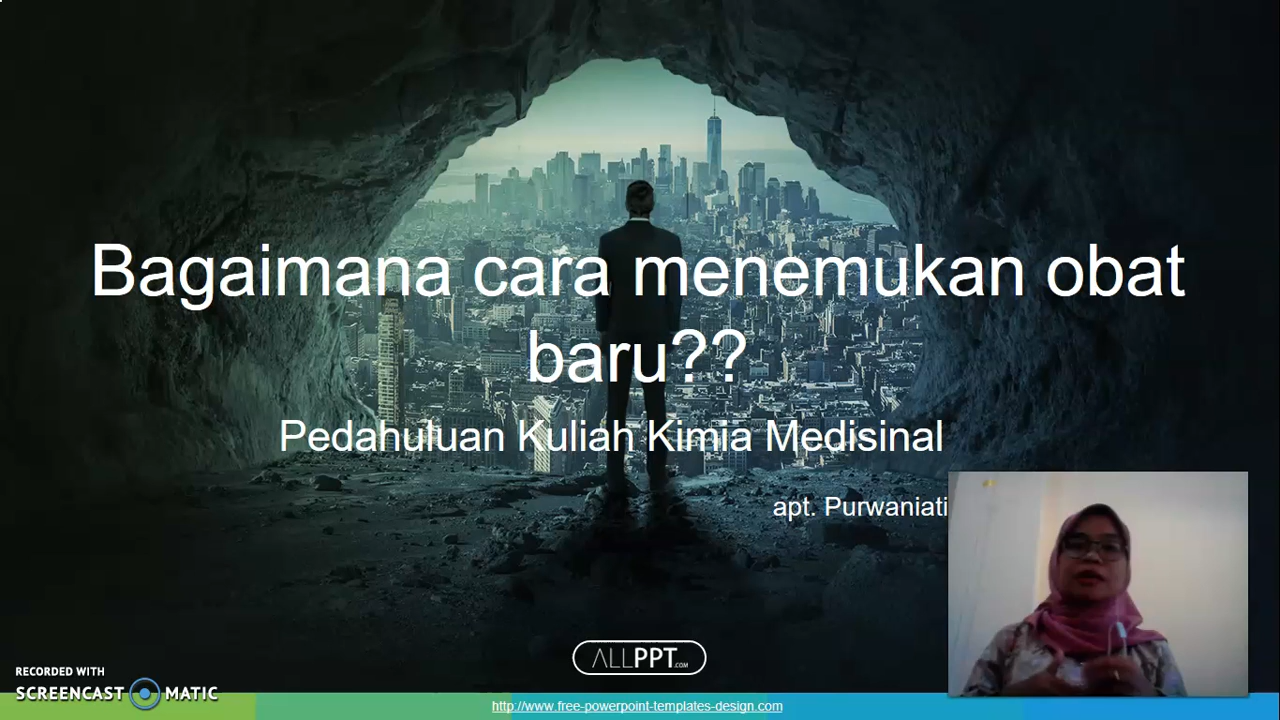 Bagaimana cara menemukan obat
baru??
Pedahuluan Kuliah Kimia Medisinal
apt. Purwaniati
ALLPPT.COM
RECORDED WITH
SCREENCAST MATIC
http://www.free-powerpoint-templates-design.com